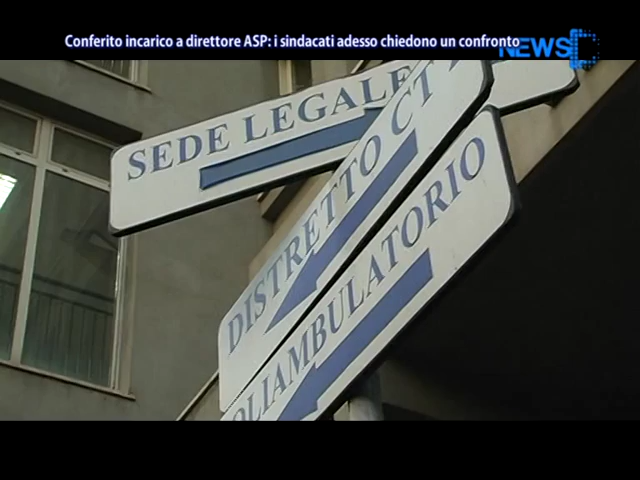 Conferito incarico a direttore ASP: i sindacati adesso chiedono un confronto
NEWS
SEDE LEGALE
DISTRETTO CT
OLIAMBULATORIO